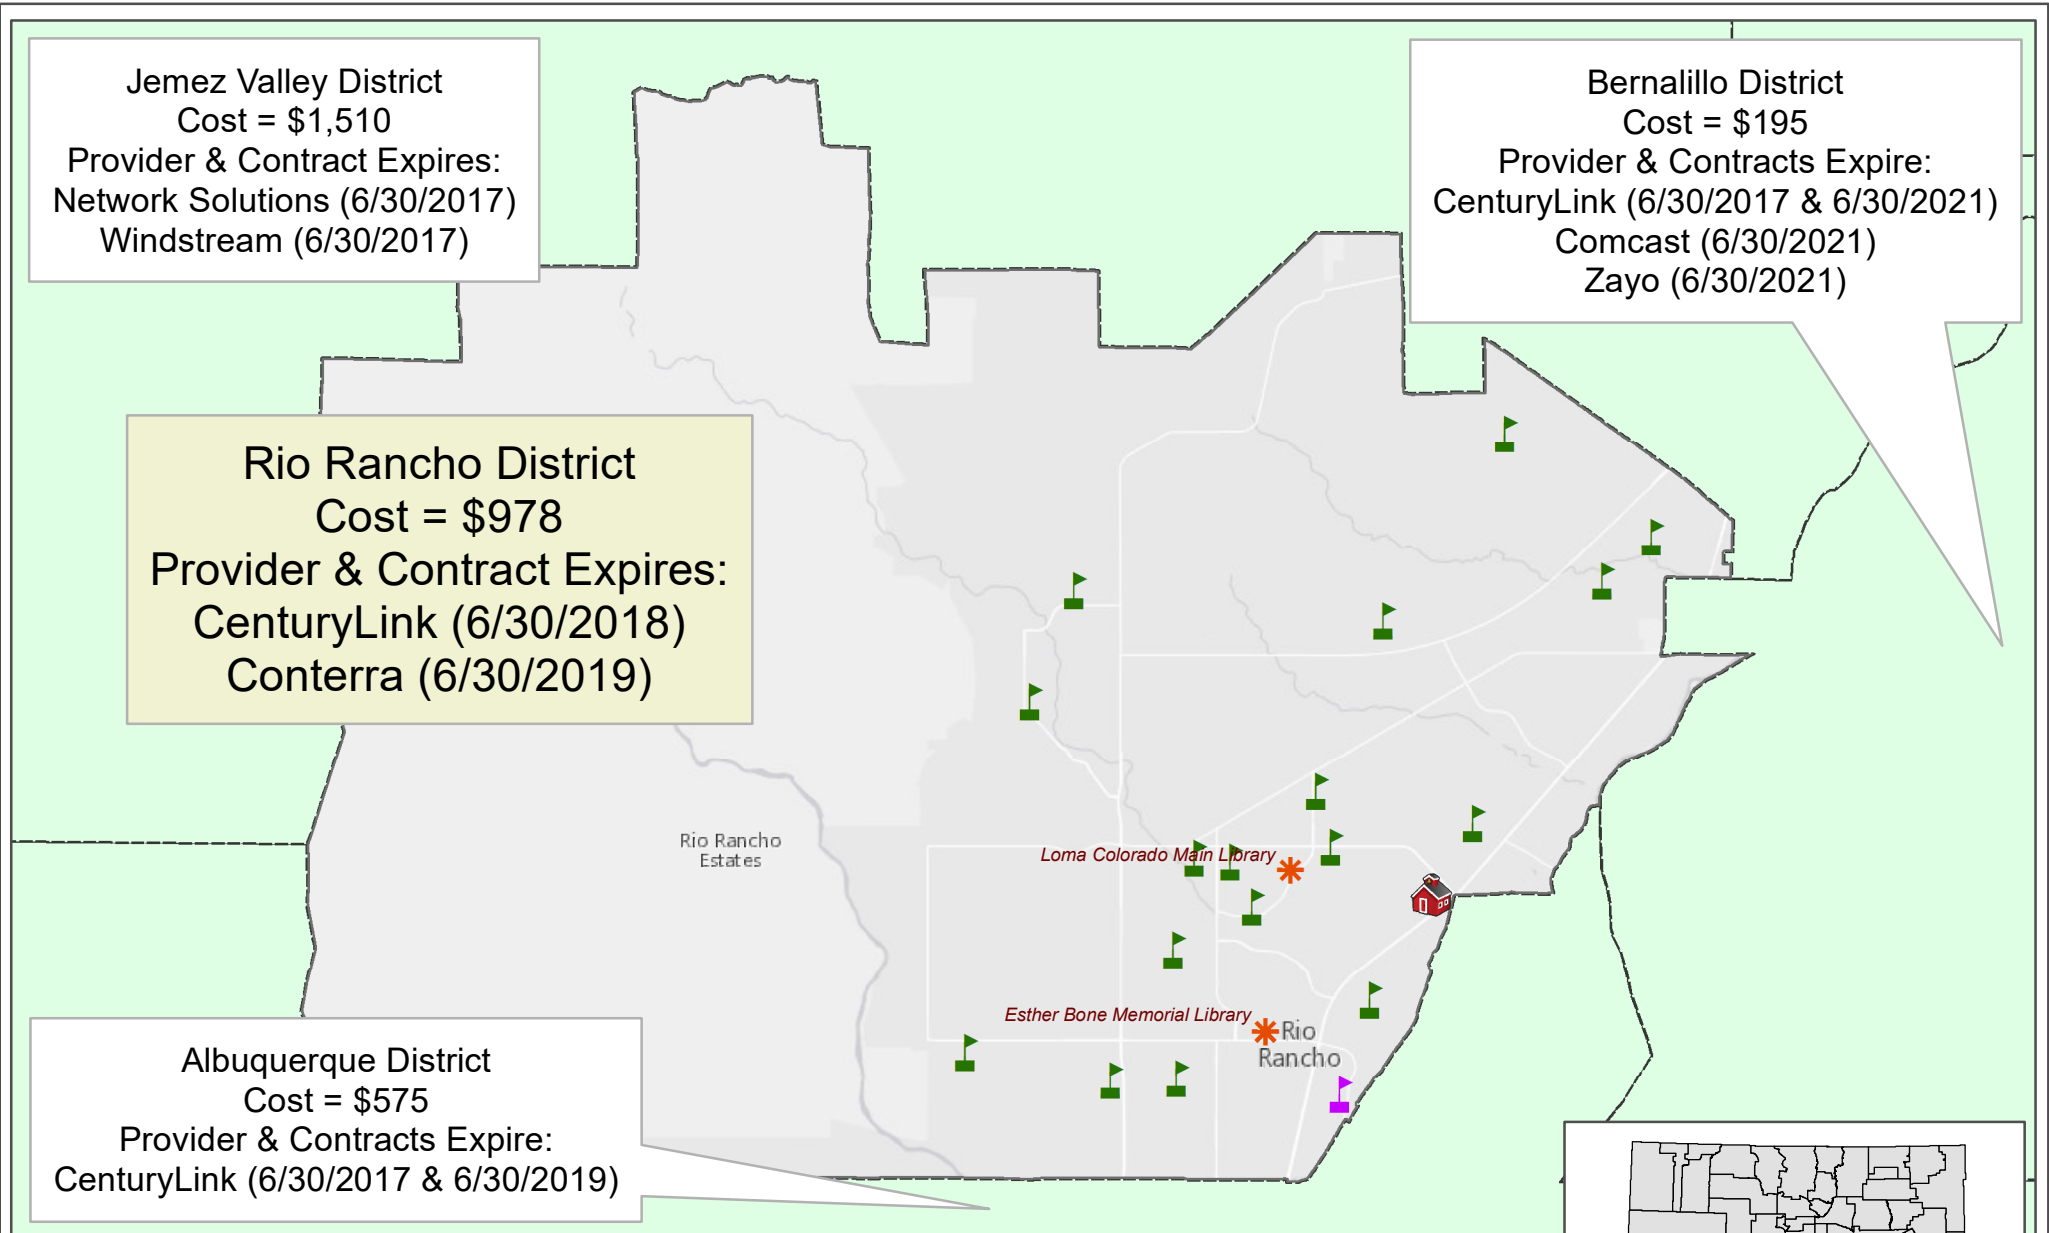 Jemez Valley District
Cost = $1,510
Provider & Contract Expires:
Network Solutions (6/30/2017)
Windstream (6/30/2017)
Bernalillo District
Cost = $195
Provider & Contracts Expire:
CenturyLink (6/30/2017 & 6/30/2021)
Comcast (6/30/2021)
Zayo (6/30/2021)
Rio Rancho District
Cost = $978
Provider & Contract Expires:
CenturyLink (6/30/2018)
Conterra (6/30/2019)
Rio Rancho
Estates
Loma Colorado Main Library
Esther Bone Memorial Library
Rio
Rancho
Albuquerque District
Cost = $575
Provider & Contracts Expire:
CenturyLink (6/30/2017 & 6/30/2019)